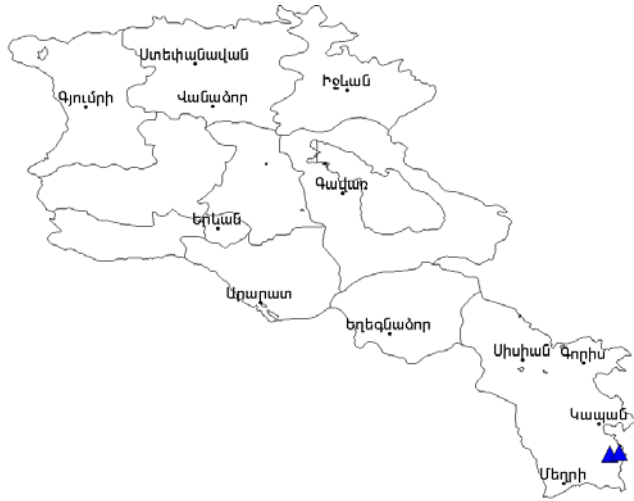 Ստեփանավան
Իջևան
Գյումրի
Վանաձոր
Գավառ
Երևան
Արարատ
Եղեգնաձոր
Սիսիան
Գորիս
Կապան
Մեղրի